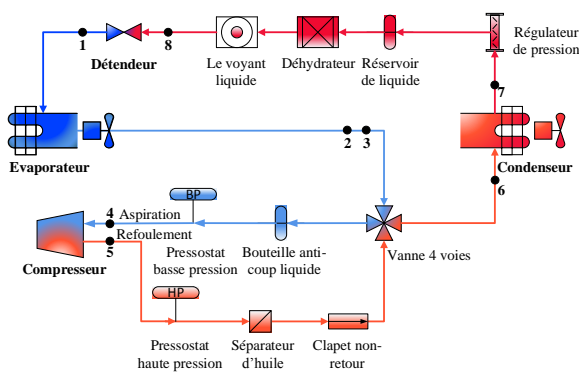 1
8
Détendeur
Le voyant
liquide
Déhydrateur
Réservoir
de liquide
Régulateur
de pression
7
Evaporateur
2 3
Condenseur
6
BP
4 Aspiration
5 Refoulement
Compresseur
Pressostat
basse pression
Bouteille anti-
coup liquide
Vanne 4 voies
HP
Pressostat
haute pression
Séparateur
d’huile
Clapet non-
retour